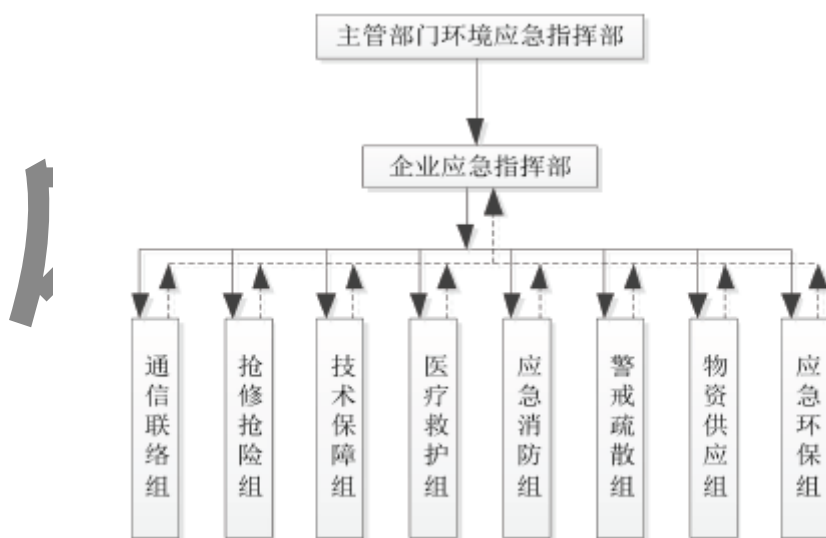 主管部门环境应急指挥部
企业应急指挥部
通信联络组
抢修抢险组
技术保障组
医疗救护组
应急消防组
警戒疏散组
物资供应组
应急环保组